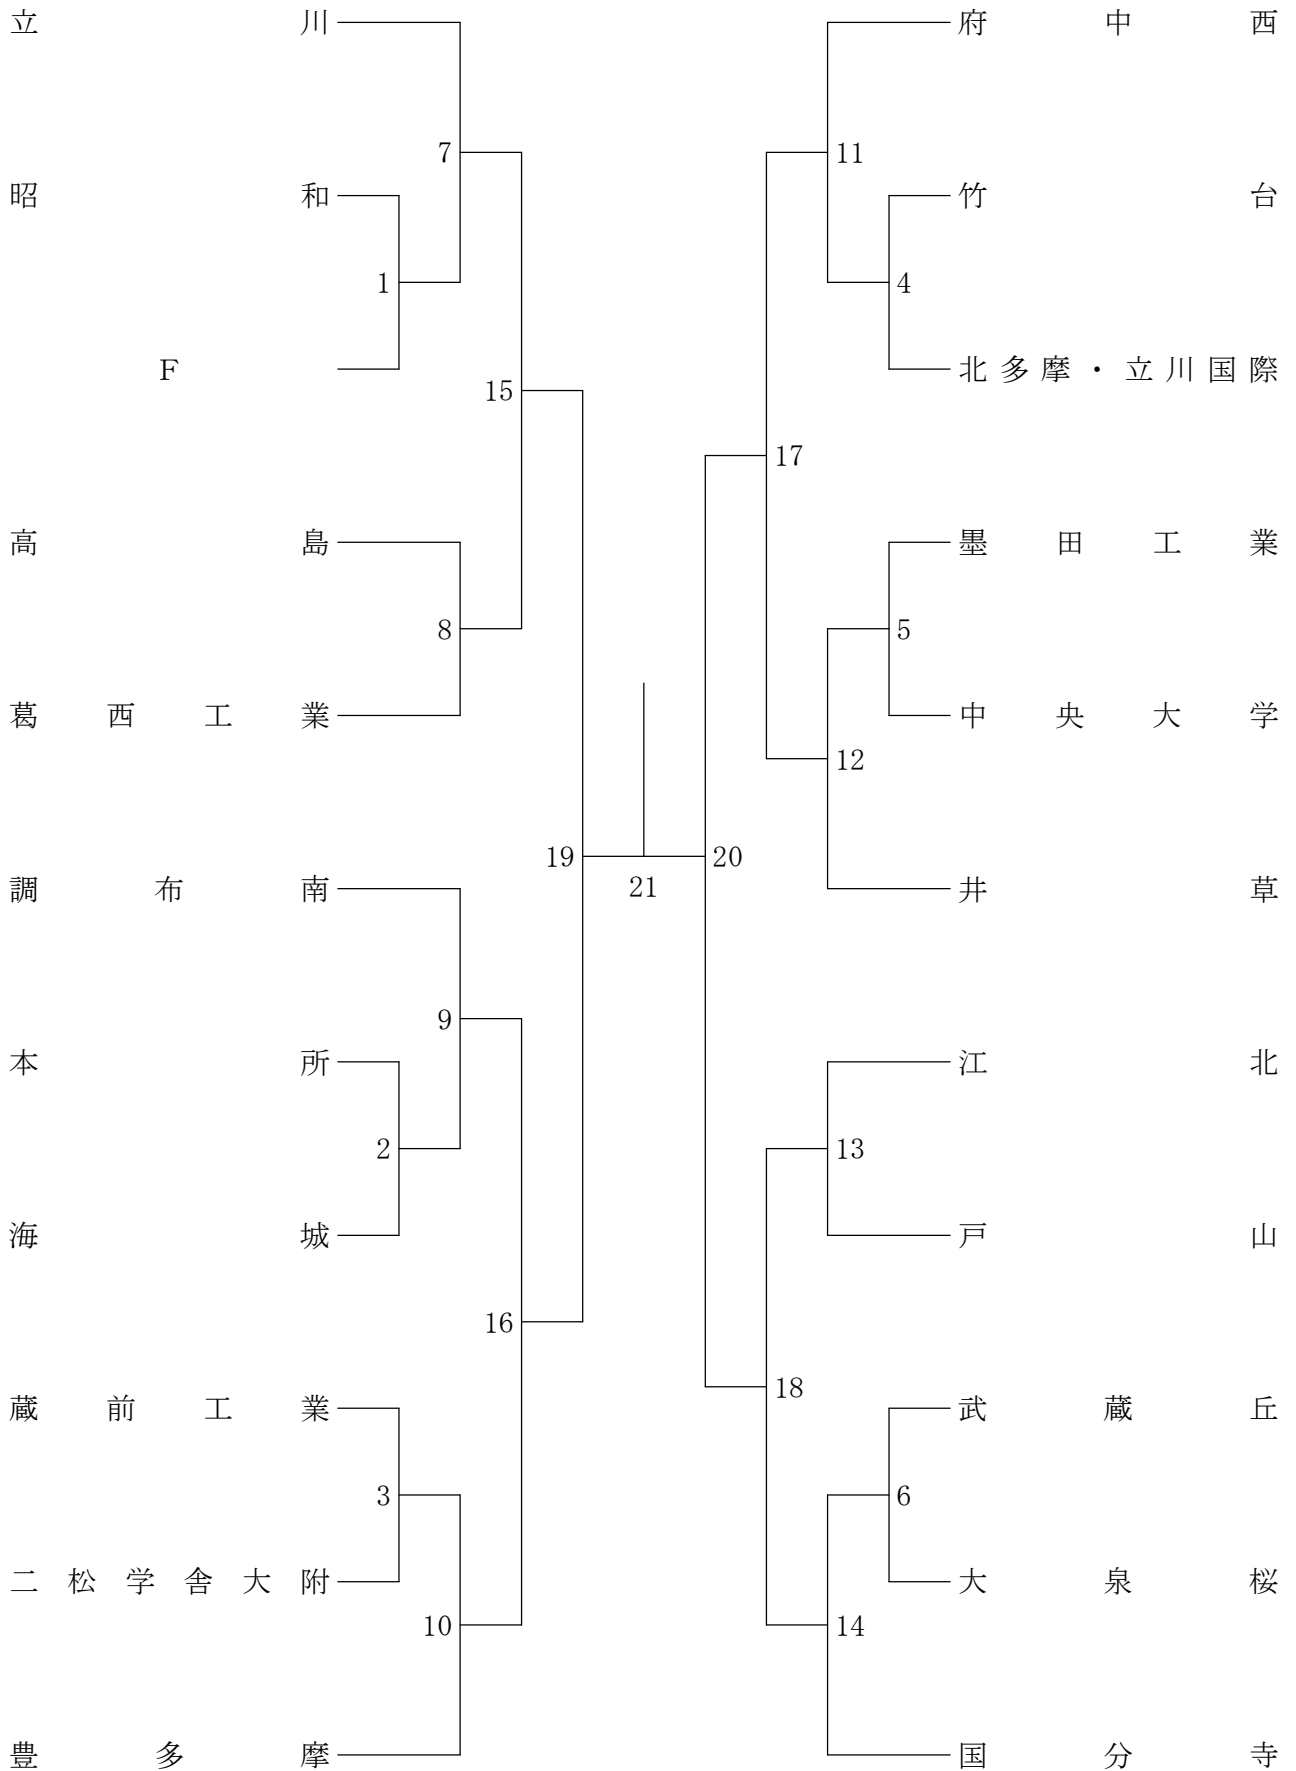 立川
府中西
7
11
昭和
竹台
1
4
F
北多摩・立川国際
15
17
高島
墨田工業
8
5
葛西工業
中央大学
12
19
20
21
調布南
井草
9
本所
江北
2
13
海城
戸山
16
18
蔵前工業
武蔵丘
3
6
二松学舎大附
大泉桜
10
14
豊多摩
国分寺